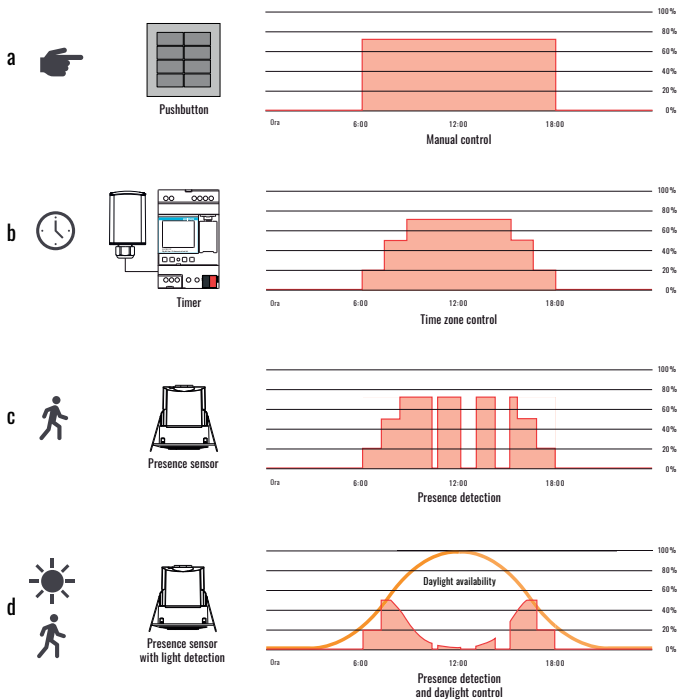 a
Pushbutton
100%
80%
60%
40%
20%
0%
Ora
6:00
12:00
18:00
Manual control
b
Timer
100%
80%
60%
40%
20%
0%
Ora
6:00
12:00
18:00
Time zone control
c
Presence sensor
100%
80%
60%
40%
20%
0%
Ora
6:00
12:00
18:00
Presence detection
d
Presence sensor
with light detection
Daylight availability
100%
80%
60%
40%
20%
0%
Ora
6:00
12:00
18:00
Presence detection
and daylight control